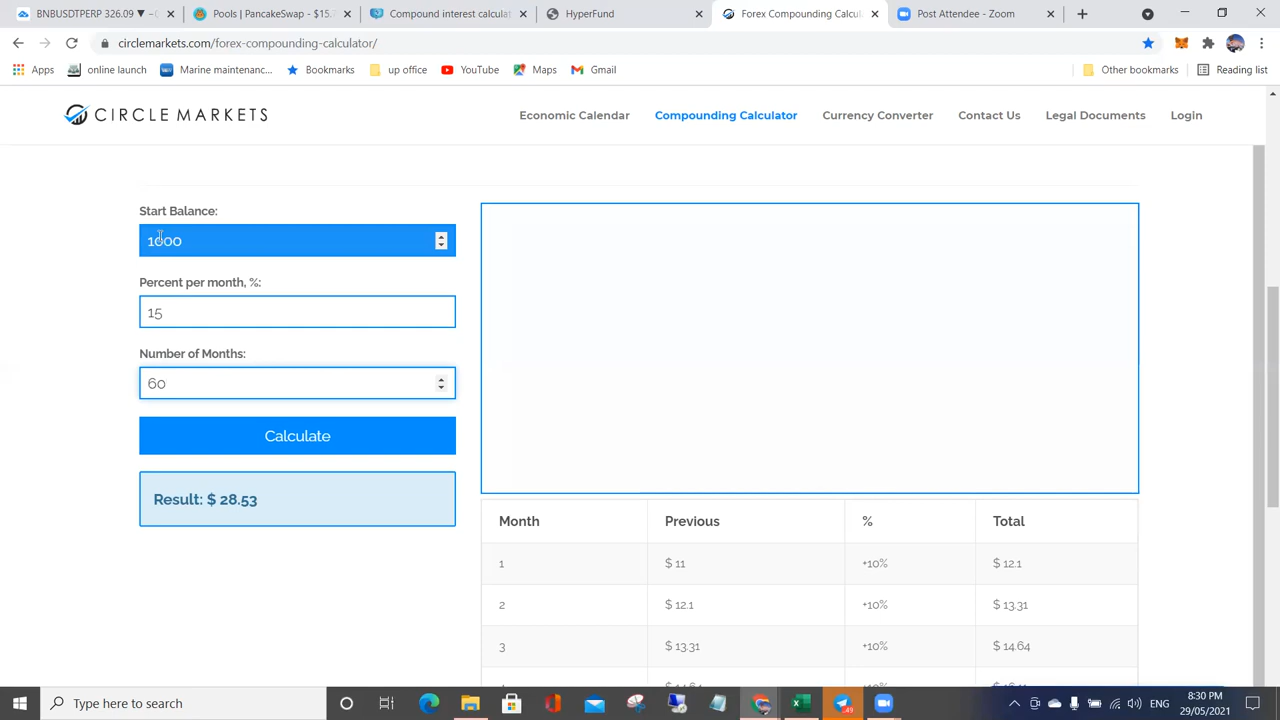 BNBUSDTPERP 326.09 ▼
Pools | PancakeSwap - $15.7
Compound interest calculat
HyperFund
Forex Compounding Calcu
Post Attendee - Zoom
circlemarkets.com/forex-compounding-calculator/
Apps
online launch
Marine maintenanc...
Bookmarks
up office
YouTube
Maps
Gmail
Other bookmarks
Reading list
CIRCLE MARKETS
Economic Calendar
Compounding Calculator
Currency Converter
Contact Us
Legal Documents
Login
Start Balance:
1000
Percent per month, %:
15
Number of Months:
60
Calculate
Result: $ 28.53
Month Previous % Total
1 $ 11 +10% $ 12.1
2 $ 12.1 +10% $ 13.31
3 $ 13.31 +10% $ 14.64
Type here to search
49
8:30 PM
29/05/2021